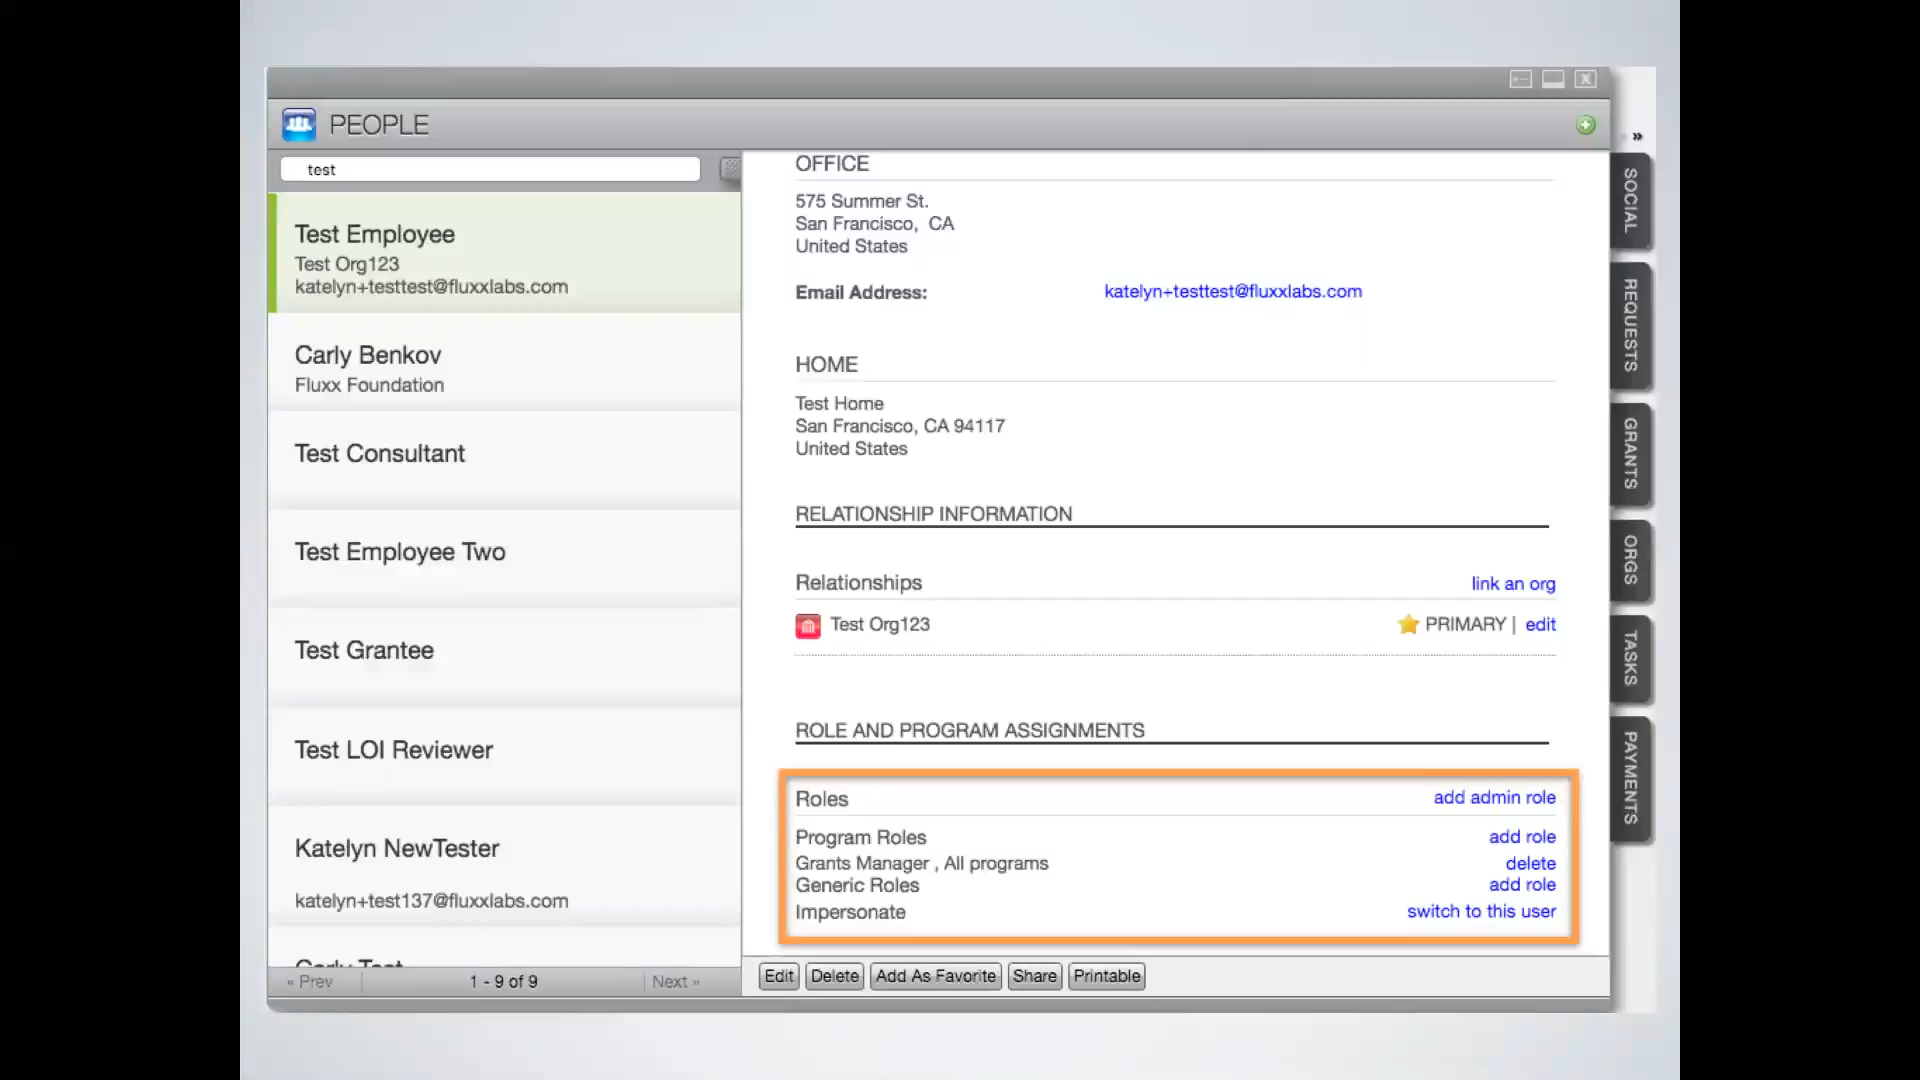 PEOPLE
»
test
Test Employee
Test Org123
katelyn+testtest@fluxxlabs.com
Carly Benkov
Fluxx Foundation
Test Consultant
Test Employee Two
Test Grantee
Test LOI Reviewer
Katelyn NewTester
katelyn+test137@fluxxlabs.com
Carly Test
« Prev 1 - 9 of 9 Next »
OFFICE
575 Summer St.
San Francisco, CA
United States
Email Address: katelyn+testtest@fluxxlabs.com
HOME
Test Home
San Francisco, CA 94117
United States
RELATIONSHIP INFORMATION
Relationships link an org
Test Org123 PRIMARY | edit
ROLE AND PROGRAM ASSIGNMENTS
Roles add admin role
Program Roles add role
Grants Manager , All programs delete
Generic Roles add role
Impersonate switch to this user
Edit Delete Add As Favorite Share Printable
SOCIAL
REQUESTS
GRANTS
ORGS
TASKS
PAYMENTS